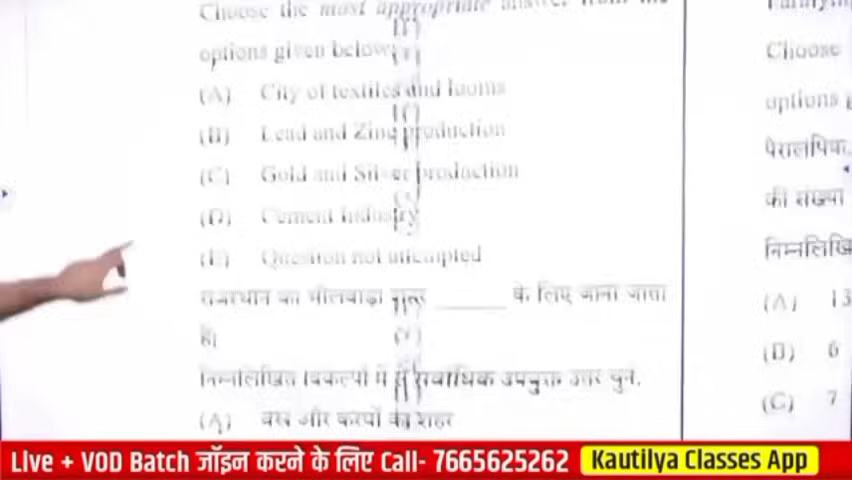 Choose the most appropriate answer from the
options given below:
(A) City of textiles and looms
(B) Lead and Zinc production
(C) Gold and Silver production
(D) Cement Industry
(E) Question not attempted
राजस्थान का भीलवाड़ा शहर ______ के लिए जाना जाता
है।
निम्नलिखित विकल्पों में से सर्वाधिक उपयुक्त उत्तर चुनें.
(A) वस्त्र और करघों का शहर
Choose
options
पैरालंपिक
की संख्या
(A) 13
(B) 6
(C) 7
Live + VOD Batch जॉइन करने के लिए Call- 7665625262 Kautilya Classes App